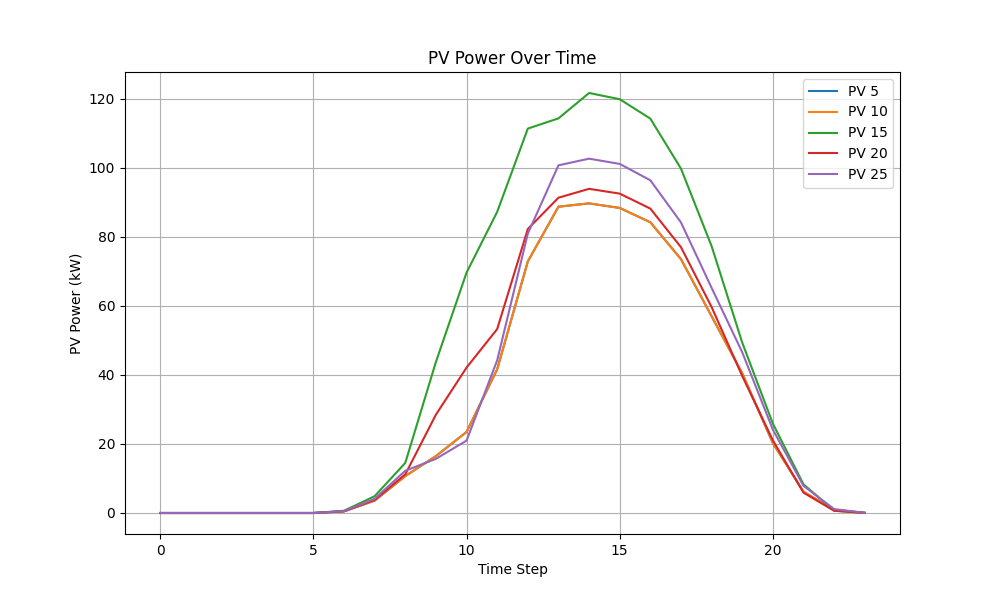 PV Power Over Time
PV Power (kW)
120
100
80
60
40
20
0
PV 5
PV 10
PV 15
PV 20
PV 25
0 5 10 15 20
Time Step